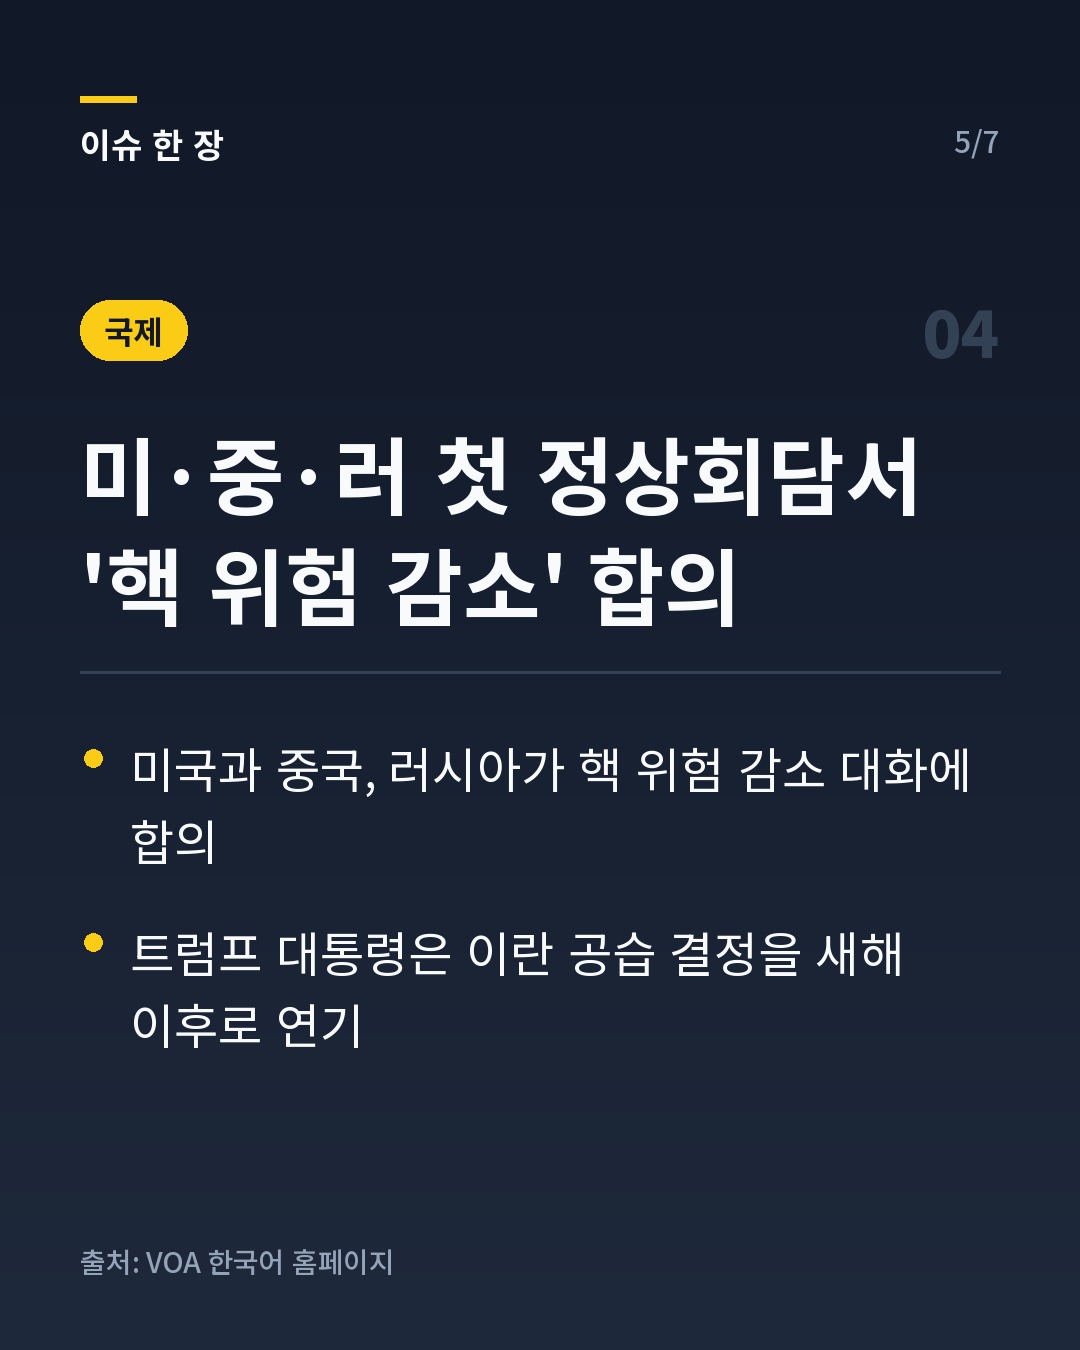 이슈 한 장
5/7
국제
04
미·중·러 첫 정상회담서
'핵 위험 감소' 합의
미국과 중국, 러시아가 핵 위험 감소 대화에
합의
트럼프 대통령은 이란 공습 결정을 새해
이후로 연기
출처: VOA 한국어 홈페이지